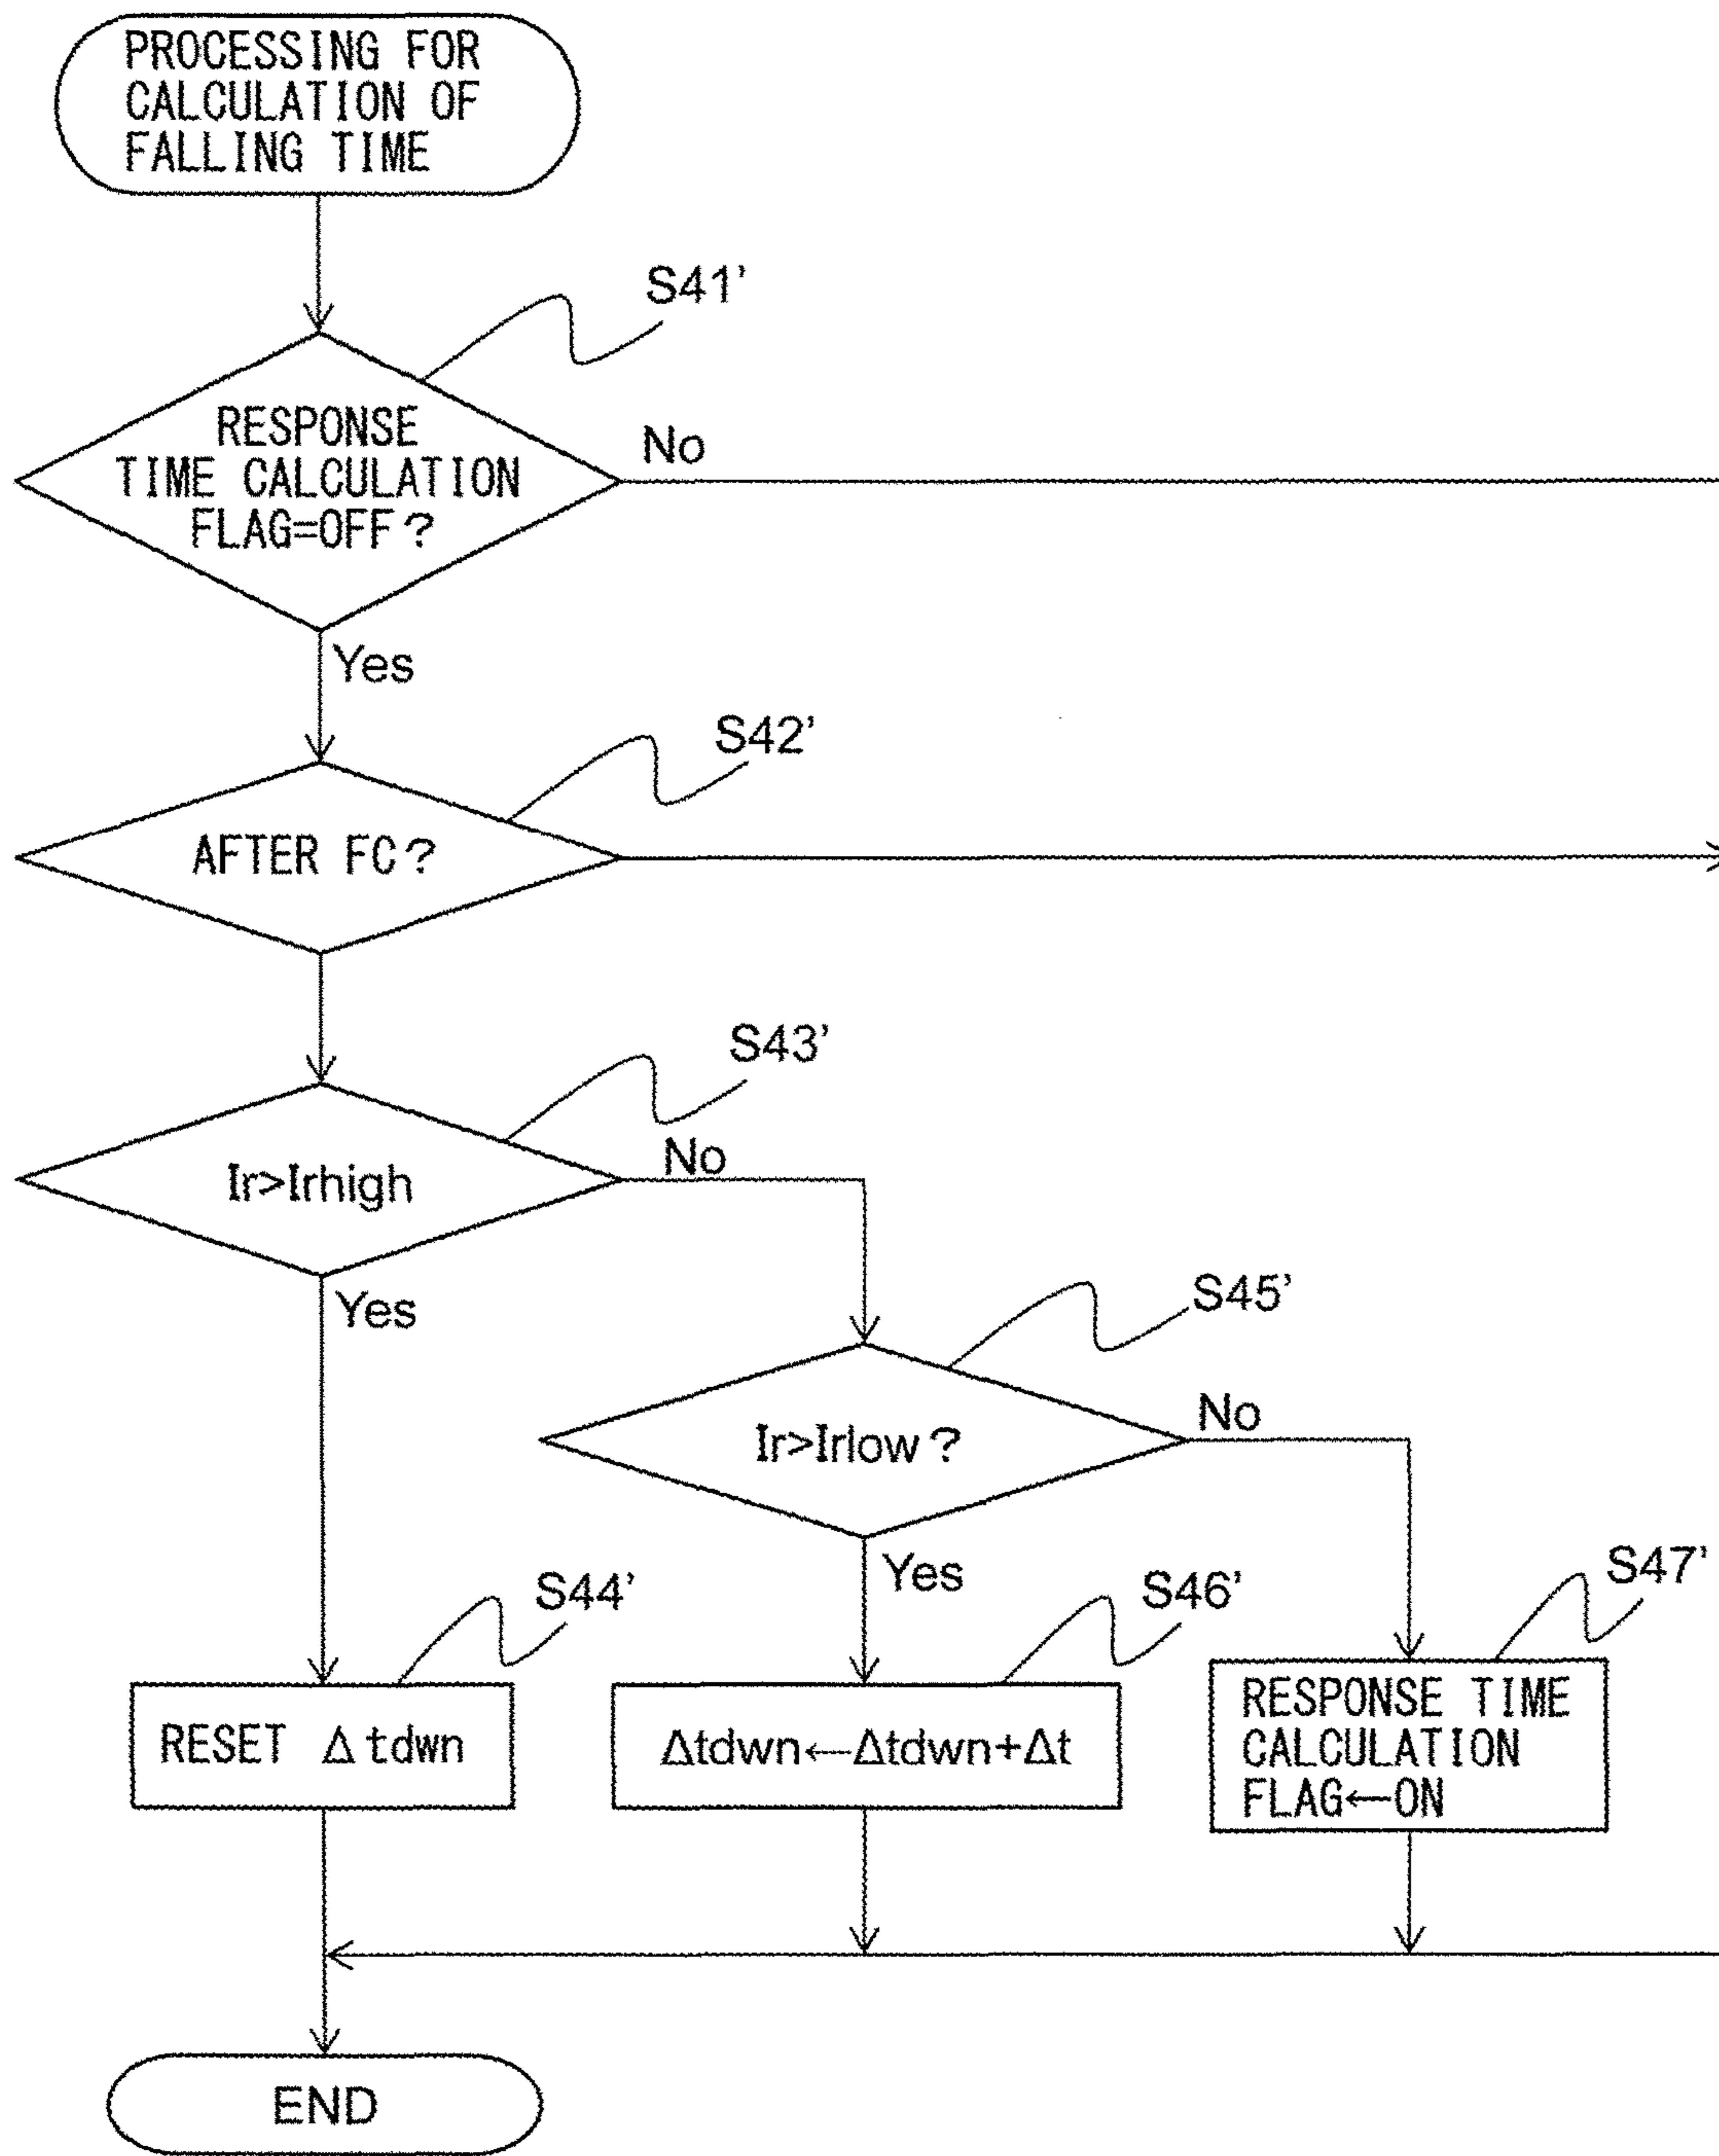 PROCESSING FOR
CALCULATION OF
FALLING TIME
S41'
RESPONSE
TIME CALCULATION
FLAG=OFF?
No
Yes
S42'
AFTER FC?
S43'
Ir>Irhigh
No
Yes
S45'
Ir>Irlow?
No
Yes
S44'
S46'
S47'
RESET Δtdwn
Δtdwn←Δtdwn+Δt
RESPONSE TIME
CALCULATION
FLAG←ON
END